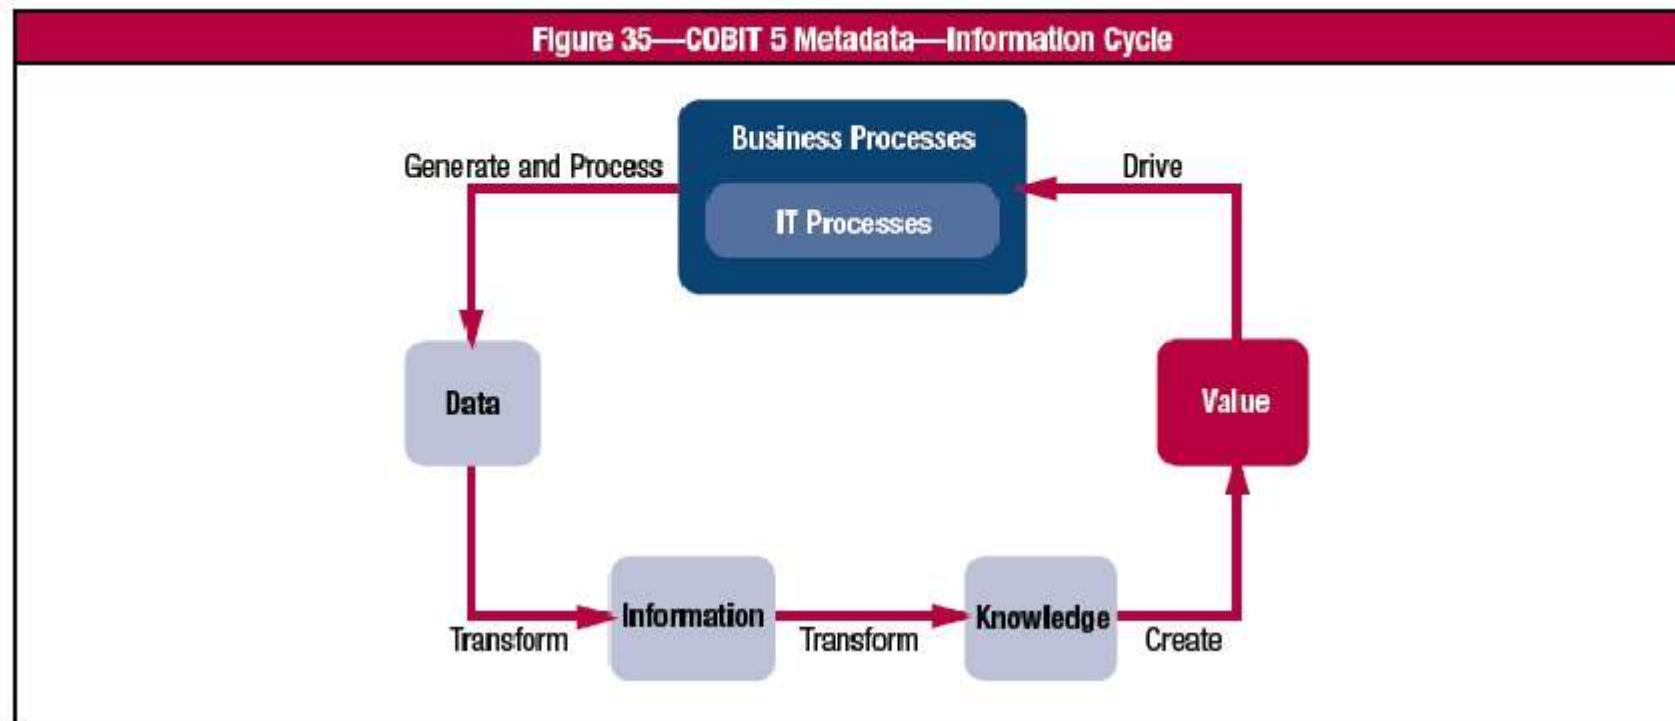 Figure 35—COBIT 5 Metadata—Information Cycle
Business Processes
Generate and Process
Drive
IT Processes
Data
Value
Information
Knowledge
Transform
Transform
Create